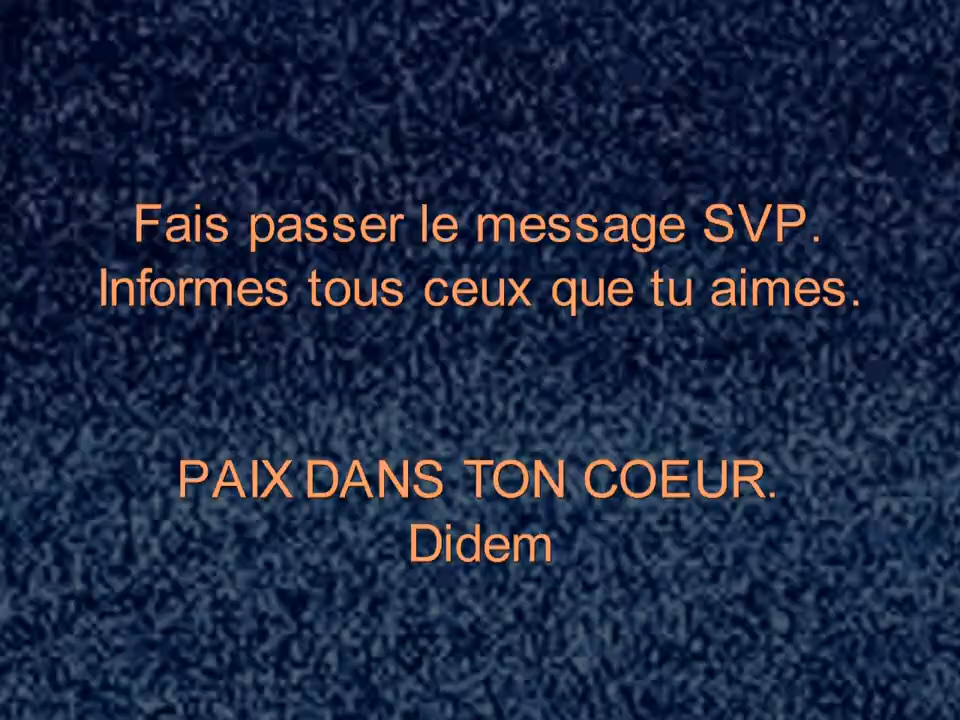 Fais passer le message SVP.
Informes tous ceux que tu aimes.
PAIX DANS TON COEUR.
Didem